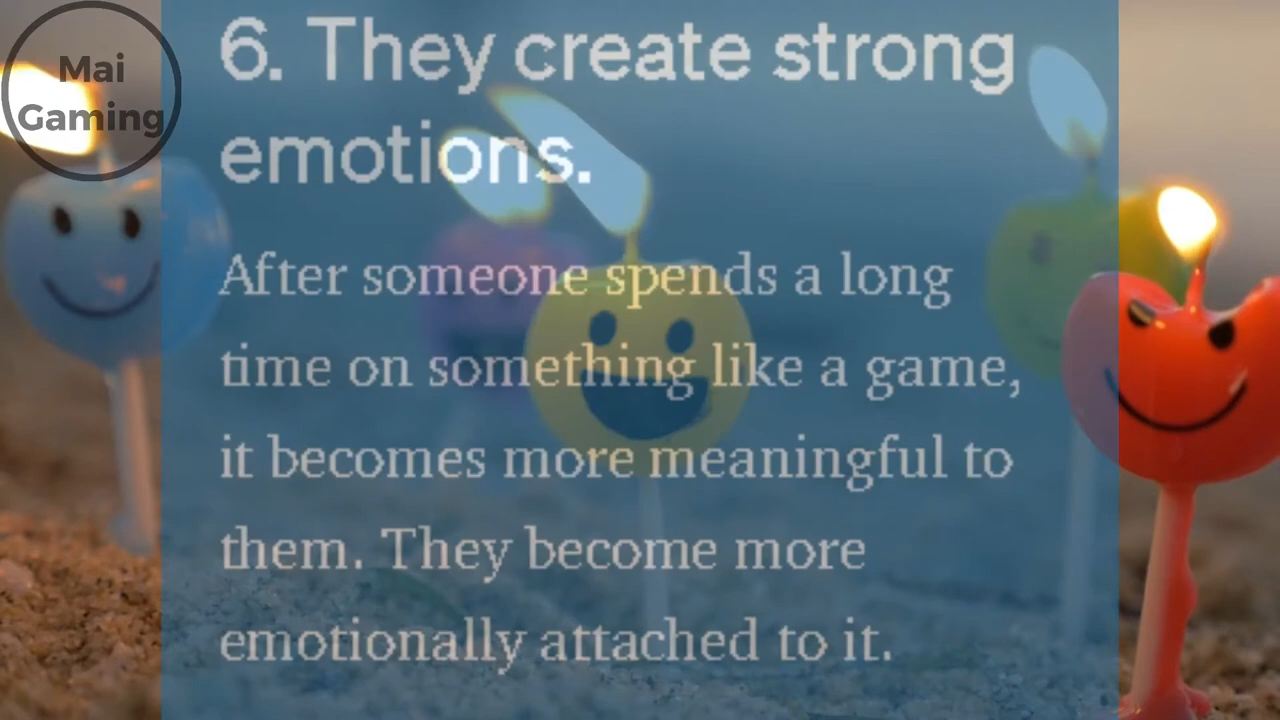 Mai
Gaming
6. They create strong
emotions.
After someone spends a long
time on something like a game,
it becomes more meaningful to
them. They become more
emotionally attached to it.